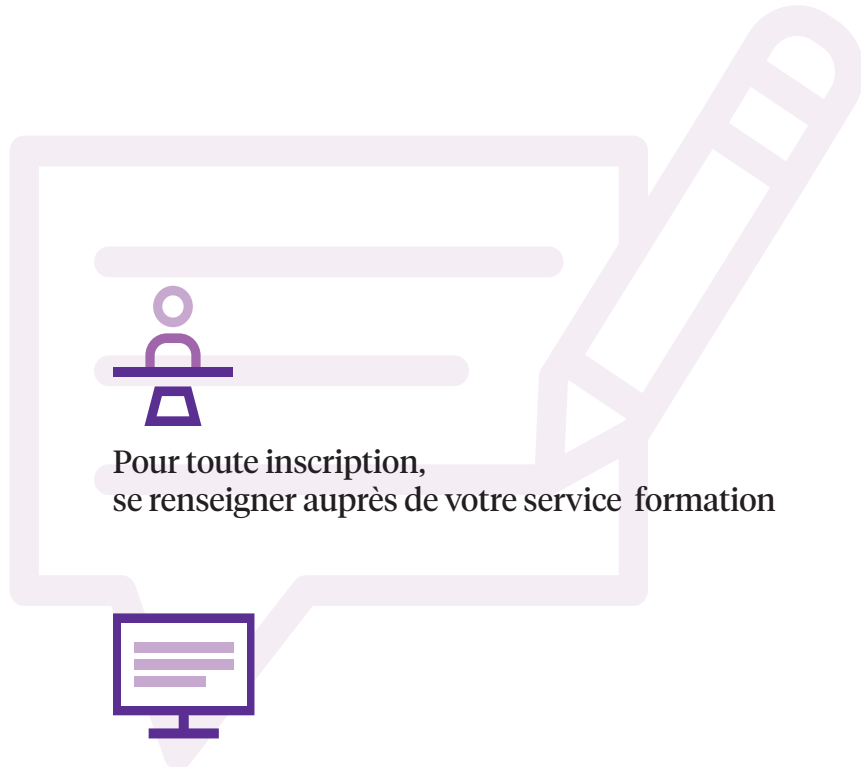 Pour toute inscription,
se renseigner auprès de votre service formation